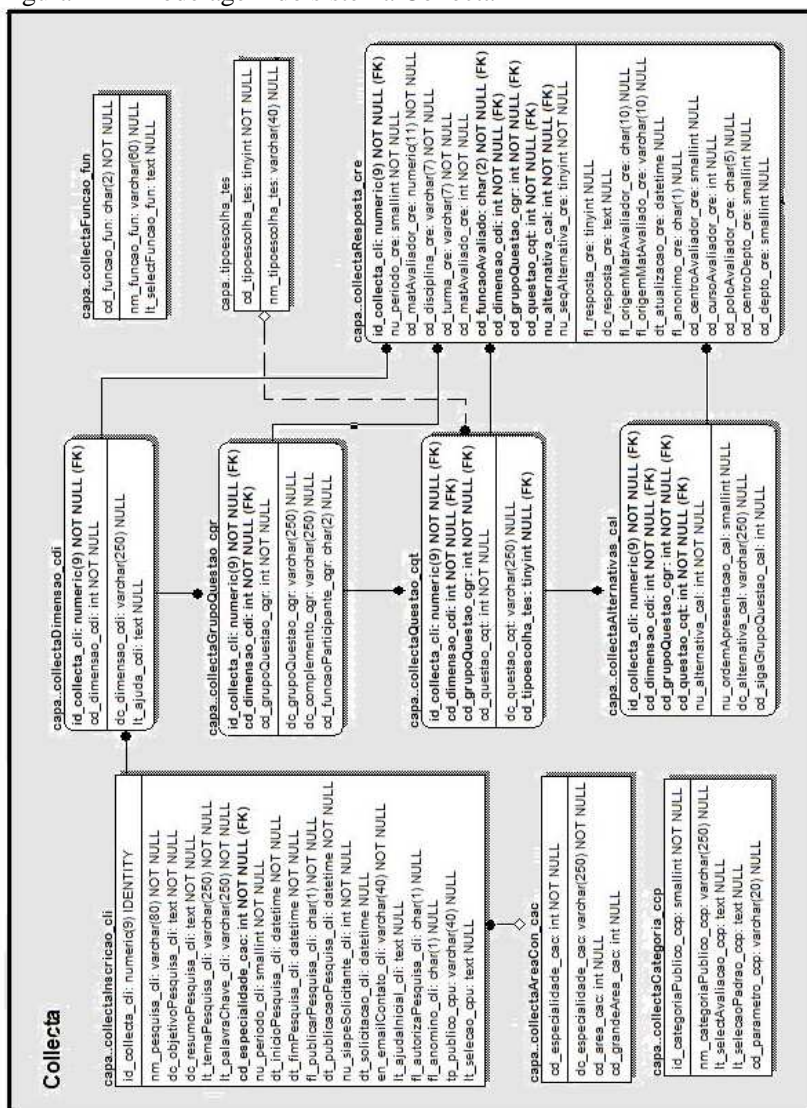 Collecta
capa..collectaInscricao_cli
id_collecta_cli: numeric(9) IDENTITY
nm_pesquisa_cli: varchar(80) NOT NULL
dc_objetivoPesquisa_cli: text NOT NULL
dc_resumoPesquisa_cli: text NOT NULL
lt_temaPesquisa_cli: varchar(250) NOT NULL
lt_palavraChave_cli: varchar(250) NOT NULL
cd_especialidade_cac: int NOT NULL (FK)
nu_periodo_cli: smallint NOT NULL
dt_inicioPesquisa_cli: datetime NOT NULL
dt_fimPesquisa_cli: datetime NOT NULL
fl_publicarPesquisa_cli: char(1) NOT NULL
dt_publicacaoPesquisa_cli: datetime NOT NULL
nu_siapeSolicitante_cli: int NOT NULL
dt_solicitacao_cli: datetime NULL
en_emailContato_cli: varchar(40) NOT NULL
lt_ajudaInicial_cli: text NULL
fl_autorizaPesquisa_cli: char(1) NULL
fl_anomino_cli: char(1) NULL
tp_publico_cpu: varchar(40) NULL
lt_selecao_cpu: text NULL
capa..collectaAreaCon_cac
cd_especialidade_cac: int NOT NULL
dc_especialidade_cac: varchar(250) NOT NULL
cd_area_cac: int NULL
cd_grandeArea_cac: int NULL
capa..collectaCategoria_ccp
id_categoriaPublico_ccp: smallint NOT NULL
nm_categoriaPublico_ccp: varchar(250) NULL
lt_selectAvaliacao_ccp: text NULL
lt_selecaoPadrao_ccp: text NULL
cd_parametro_ccp: varchar(20) NULL
capa..collectaDimensao_cdi
id_collecta_cli: numeric(9) NOT NULL (FK)
cd_dimensao_cdi: int NOT NULL
dc_dimensao_cdi: varchar(250) NULL
lt_ajuda_cdi: text NULL
capa..collectaGrupoQuestao_cgr
id_collecta_cli: numeric(9) NOT NULL (FK)
cd_dimensao_cdi: int NOT NULL (FK)
cd_grupoQuestao_cgr: int NOT NULL
dc_grupoQuestao_cgr: varchar(250) NULL
dc_complemento_cgr: varchar(250) NULL
cd_funcaoParticipante_cgr: char(2) NULL
capa..collectaQuestao_cqt
id_collecta_cli: numeric(9) NOT NULL (FK)
cd_dimensao_cdi: int NOT NULL (FK)
cd_grupoQuestao_cgr: int NOT NULL (FK)
cd_questao_cqt: int NOT NULL
dc_questao_cqt: varchar(250) NULL
cd_tipoescolha_tes: tinyint NOT NULL (FK)
capa..collectaAlternativas_cal
id_collecta_cli: numeric(9) NOT NULL (FK)
cd_dimensao_cdi: int NOT NULL (FK)
cd_grupoQuestao_cgr: int NOT NULL (FK)
cd_questao_cqt: int NOT NULL (FK)
nu_alternativa_cal: int NOT NULL
nu_ordemApresentacao_cal: smallint NULL
dc_alternativa_cal: varchar(250) NULL
cd_sigaGrupoQuestao_cal: int NULL
capa..collectaFuncao_fun
cd_funcao_fun: char(2) NOT NULL
nm_funcao_fun: varchar(60) NULL
lt_selectFuncao_fun: text NULL
capa..tipoescolha_tes
cd_tipoescolha_tes: tinyint NOT NULL
nm_tipoescolha_tes: varchar(40) NULL
capa..collectaResposta_cre
id_collecta_cli: numeric(9) NOT NULL (FK)
nu_periodo_cre: smallint NOT NULL
cd_matAvaliador_cre: numeric(11) NOT NULL
cd_disciplina_cre: varchar(7) NOT NULL
cd_turma_cre: varchar(7) NOT NULL
cd_matAvaliado_cre: int NOT NULL
cd_funcaoAvaliado: char(2) NOT NULL (FK)
cd_dimensao_cdi: int NOT NULL (FK)
cd_grupoQuestao_cgr: int NOT NULL (FK)
cd_questao_cqt: int NOT NULL (FK)
nu_alternativa_cal: int NOT NULL (FK)
nu_seqAlternativa_cre: tinyint NOT NULL
fl_resposta_cre: tinyint NULL
dc_resposta_cre: text NULL
fl_origemMatrAvaliador_cre: char(10) NULL
fl_origemMatAvaliado_cre: varchar(10) NULL
dt_atualizacao_cre: datetime NULL
fl_anonimo_cre: char(1) NULL
cd_centroAvaliador_cre: smallint NULL
cd_cursoAvaliador_cre: int NULL
cd_poloAvaliador_cre: char(5) NULL
cd_centroDepto_cre: smallint NULL
cd_depto_cre: smallint NULL